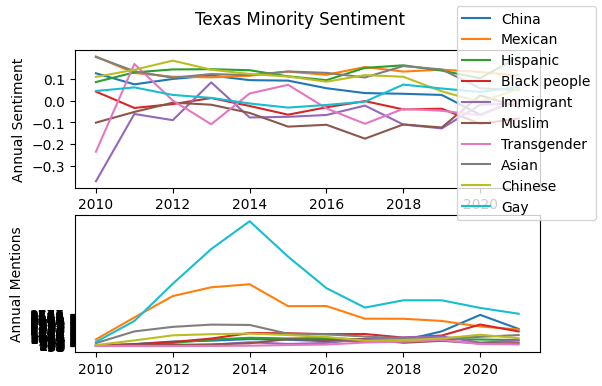 Texas Minority Sentiment
Annual Sentiment
0.1
0.0
−0.1
−0.2
−0.3
2010 2012 2014 2016 2018 2020
China
Mexican
Hispanic
Black people
Immigrant
Muslim
Transgender
Asian
Chinese
Gay
Annual Mentions
2010 2012 2014 2016 2018 2020